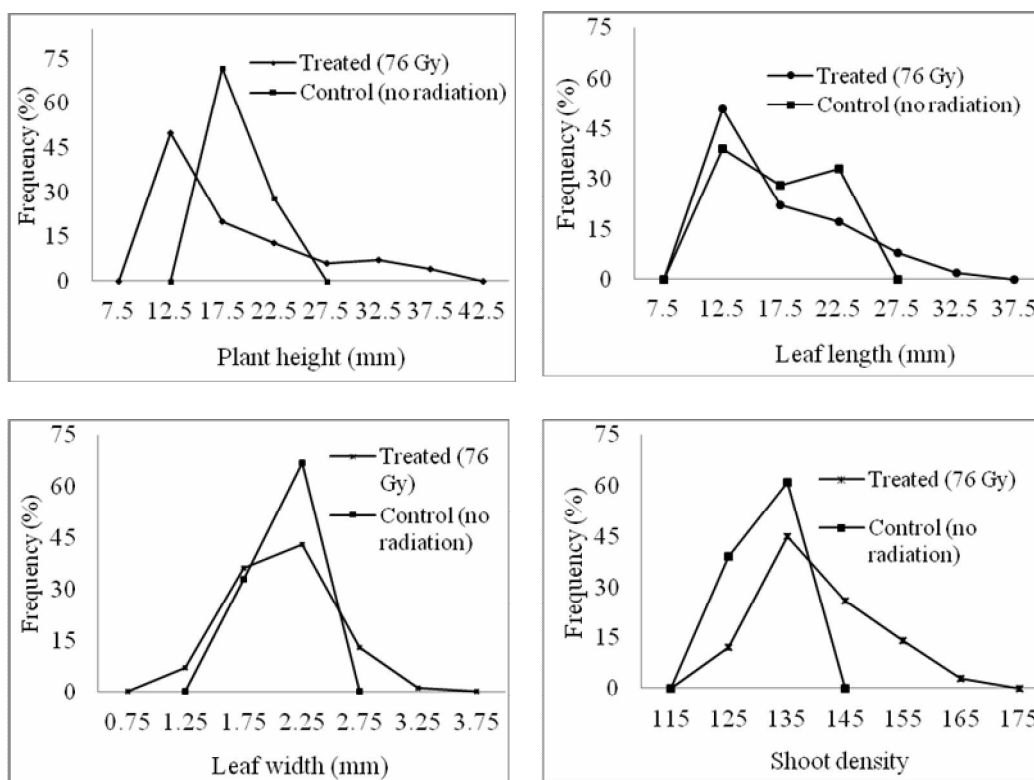 75
60
45
30
15
0
Frequency (%)
Treated (76 Gy)
Control (no radiation)
7.5 12.5 17.5 22.5 27.5 32.5 37.5 42.5
Plant height (mm)
75
60
45
30
15
0
Frequency (%)
Treated (76 Gy)
Control (no radiation)
7.5 12.5 17.5 22.5 27.5 32.5 37.5
Leaf length (mm)
75
60
45
30
15
0
Frequency (%)
Treated (76
Gy)
Control (no
radiation)
0.75 1.25 1.75 2.25 2.75 3.25 3.75
Leaf width (mm)
75
60
45
30
15
0
Frequency (%)
Treated (76 Gy)
Control (no
radiation)
115 125 135 145 155 165 175
Shoot density